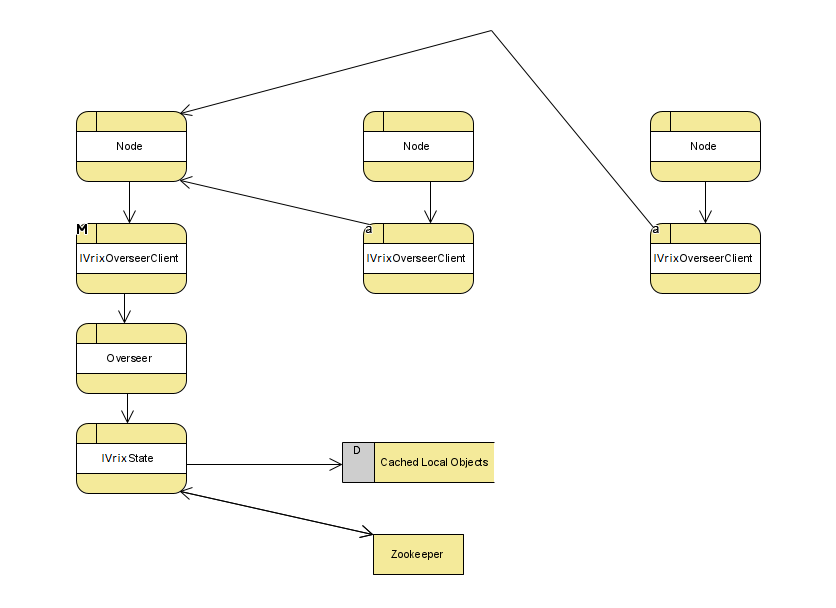 Node
Node
Node
M
a
a
IVrixOverseerClient
IVrixOverseerClient
IVrixOverseerClient
Overseer
IVrixState
D
Cached Local Objects
Zookeeper